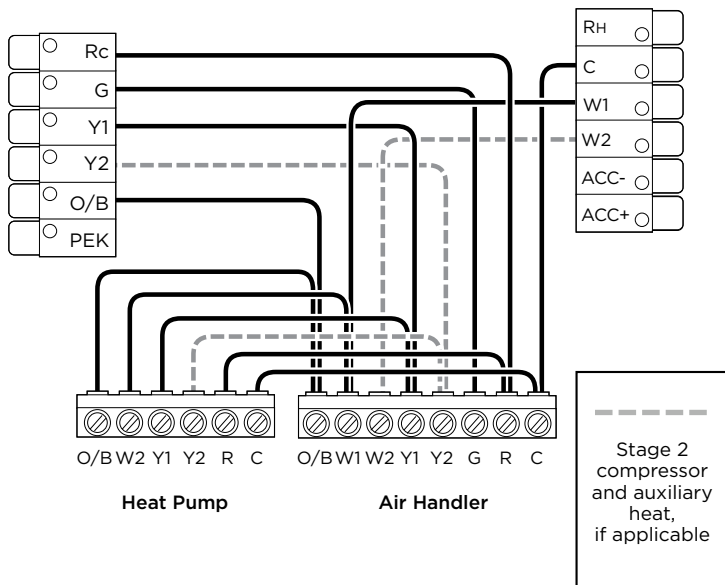 Rc
G
Y1
Y2
O/B
PEK
RH
C
W1
W2
ACC-
ACC+
O/B W2 Y1 Y2 R C
Heat Pump
O/B W1 W2 Y1 Y2 G R C
Air Handler
Stage 2
compressor
and auxiliary
heat,
if applicable